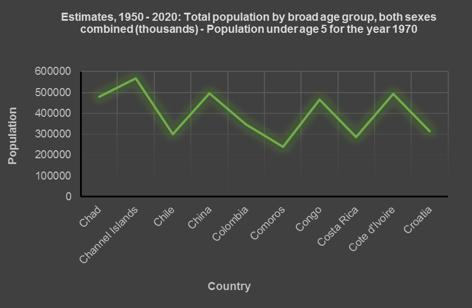 Estimates, 1950 - 2020: Total population by broad age group, both sexes
combined (thousands) - Population under age 5 for the year 1970
Population
600000
500000
400000
300000
200000
100000
0
Chad
Channel Islands
Chile
China
Colombia
Comoros
Congo
Costa Rica
Cote d'Ivoire
Croatia
Country